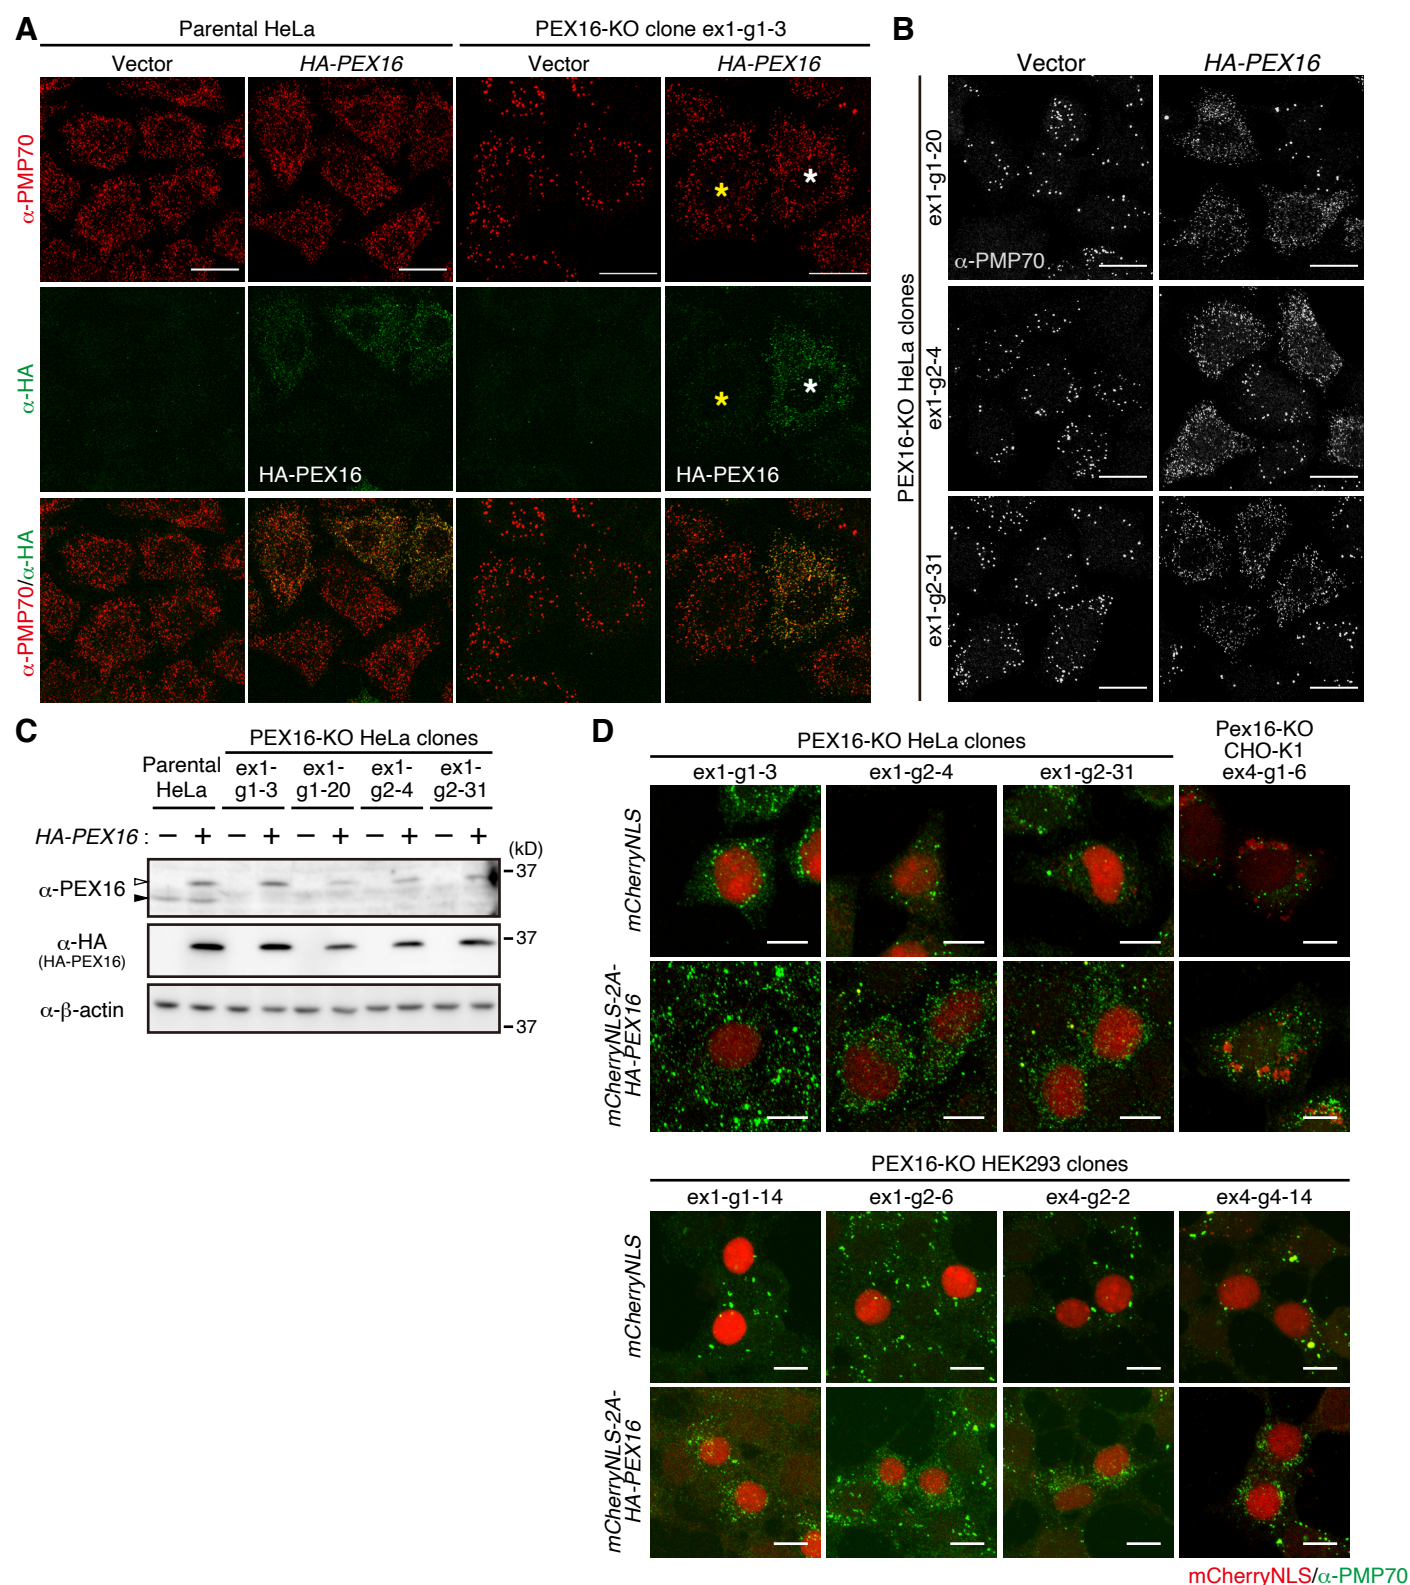 A
Parental HeLa
PEX16-KO clone ex1-g1-3
Vector
HA-PEX16
Vector
HA-PEX16
α-PMP70
*
*
α-HA
HA-PEX16
*
*
HA-PEX16
α-PMP70/α-HA
B
Vector
HA-PEX16
PEX16-KO HeLa clones
ex1-g1-20
α-PMP70
ex1-g2-4
ex1-g2-31
C
PEX16-KO HeLa clones
Parental
HeLa
ex1-
g1-3
ex1-
g1-20
ex1-
g2-4
ex1-
g2-31
HA-PEX16 : − + − + − + − + − +
(kD)
α-PEX16
37
α-HA
(HA-PEX16)
37
α-β-actin
37
D
PEX16-KO HeLa clones
Pex16-KO
CHO-K1
ex1-g1-3
ex1-g2-4
ex1-g2-31
ex4-g1-6
mCherryNLS
mCherryNLS-2A-
HA-PEX16
PEX16-KO HEK293 clones
ex1-g1-14
ex1-g2-6
ex4-g2-2
ex4-g4-14
mCherryNLS
mCherryNLS-2A-
HA-PEX16
mCherryNLS/α-PMP70